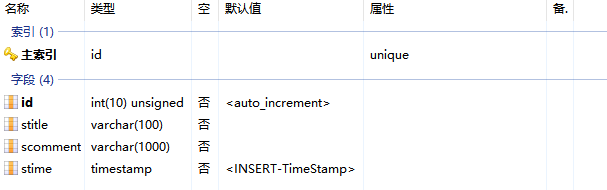 名称 类型 空 默认值 属性 备.
索引 (1)
主索引 id unique
字段 (4)
id int(10) unsigned 否 <auto_increment>
stitle varchar(100) 否
scomment varchar(1000) 否
stime timestamp 否 <INSERT-TimeStamp>